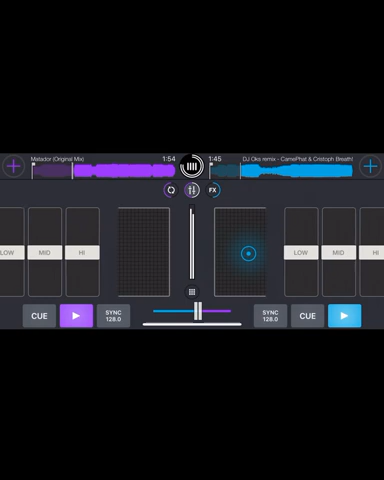 Matador (Original Mix)
1:54
1:45
DJ Oks remix - CamelPhat & Cristoph Breath(
FX
LOW
MID
HI
LOW
MID
HI
CUE
SYNC
128.0
SYNC
128.0
CUE